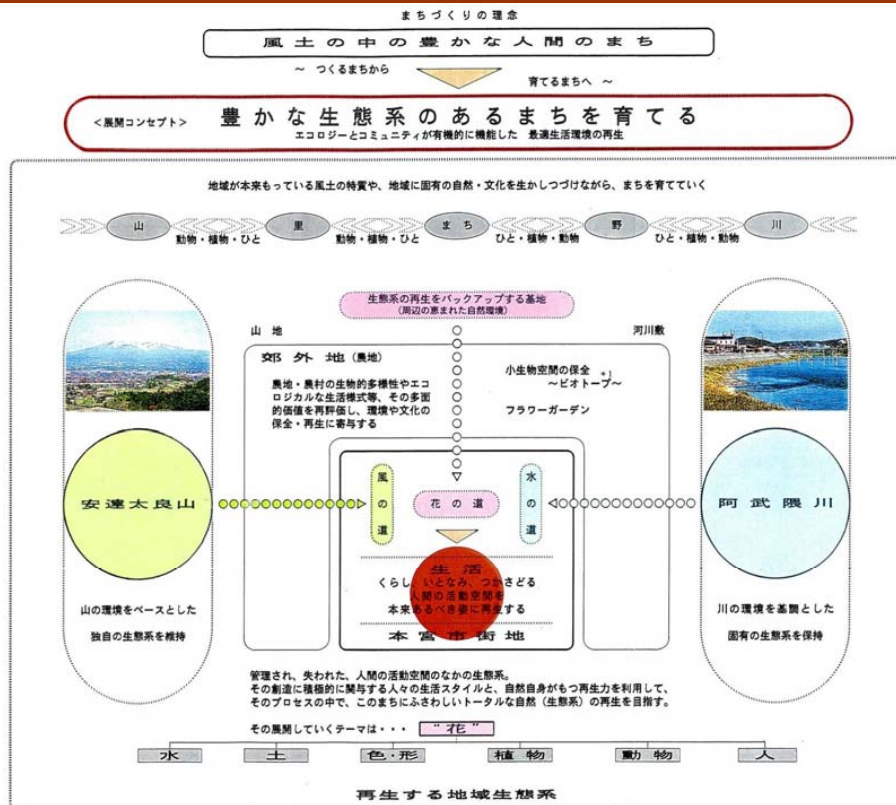 まちづくりの理念
風土の中の豊かな人間のまち
～ つくるまちから
育てるまちへ ～
＜展開コンセプト＞ 豊かな生態系のあるまちを育てる
エコロジーとコミュニティが有機的に機能した 最適生活環境の再生
地域が本来もっている風土の特質や、地域に固有の自然・文化を生かしつづけながら、まちを育てていく
山 里 まち 野 川
動物・植物・ひと 動物・植物・ひと ひと・植物・動物 ひと・植物・動物
生態系の再生をバックアップする基地
（周辺の恵まれた自然環境）
山地
河川敷
郊外地（農地）
農地・農村の生物的多様性やエコ
ロジカルな生活様式等、その多面
的価値を再評価し、環境や文化の
保全・再生に寄与する
小生物空間の保全 *1
～ビオトープ～
フラワーガーデン
安達太良山
風の道
花の道
水の道
阿武隈川
生活
くらし、いとなみ、つかさどる
人間の活動空間を
本来あるべき姿に再生する
本宮市街地
山の環境をベースとした
独自の生態系を維持
川の環境を基調とした
固有の生態系を保持
管理され、失われた、人間の活動空間のなかの生態系。
その創造に積極的に関与する人々の生活スタイルと、自然自身がもつ再生力を利用して、
そのプロセスの中で、このまちにふさわしいトータルな自然（生態系）の再生を目指す。
その展開していくテーマは・・・ "花"
水 土 色・形 植物 動物 人
再生する地域生態系